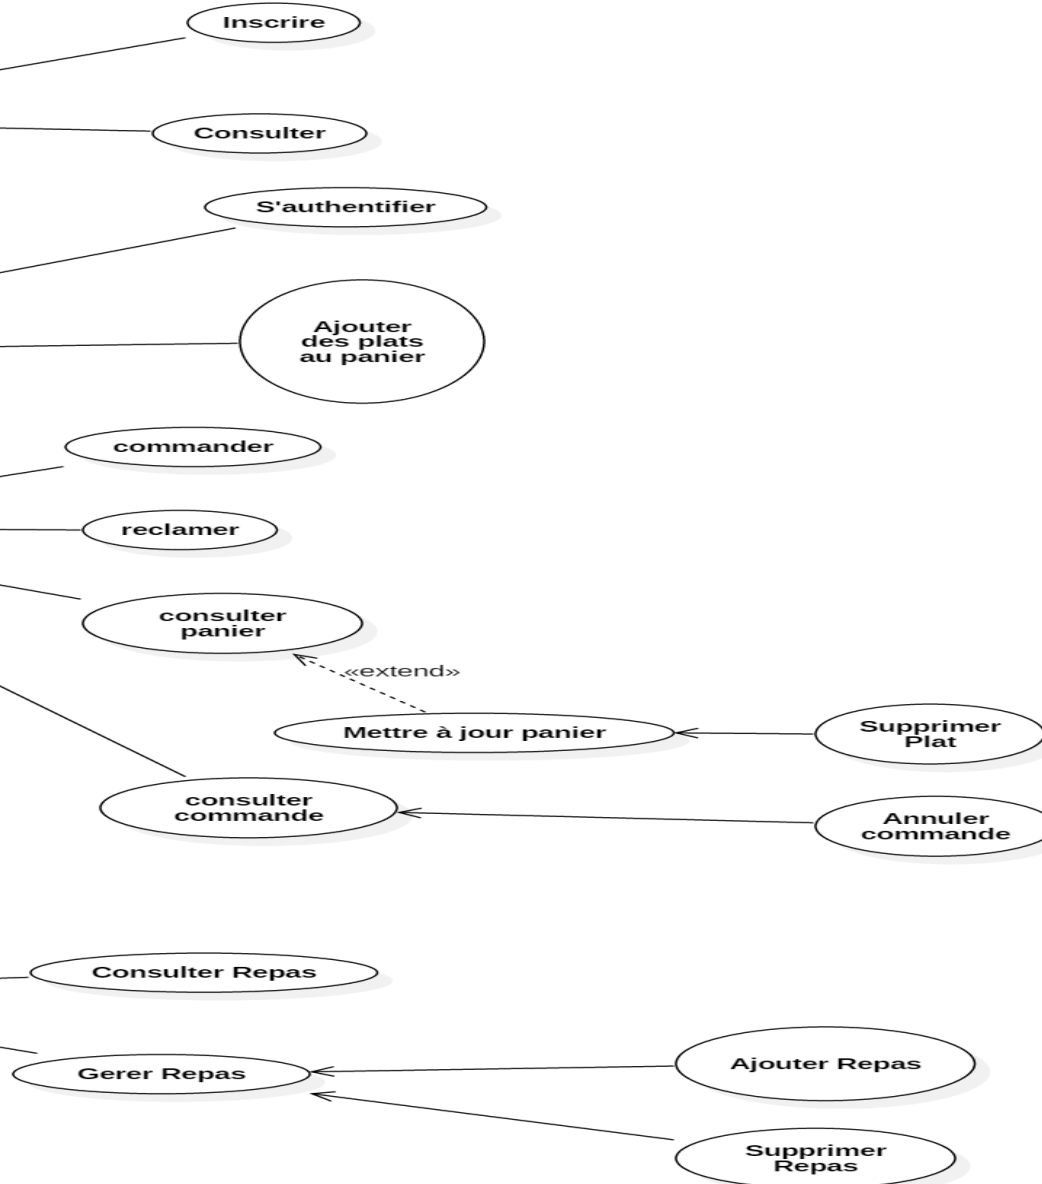 Inscrire
Consulter
S'authentifier
Ajouter
des plats
au panier
commander
reclamer
consulter
panier
«extend»
Mettre à jour panier
Supprimer
Plat
consulter
commande
Annuler
commande
Consulter Repas
Gerer Repas
Ajouter Repas
Supprimer
Repas